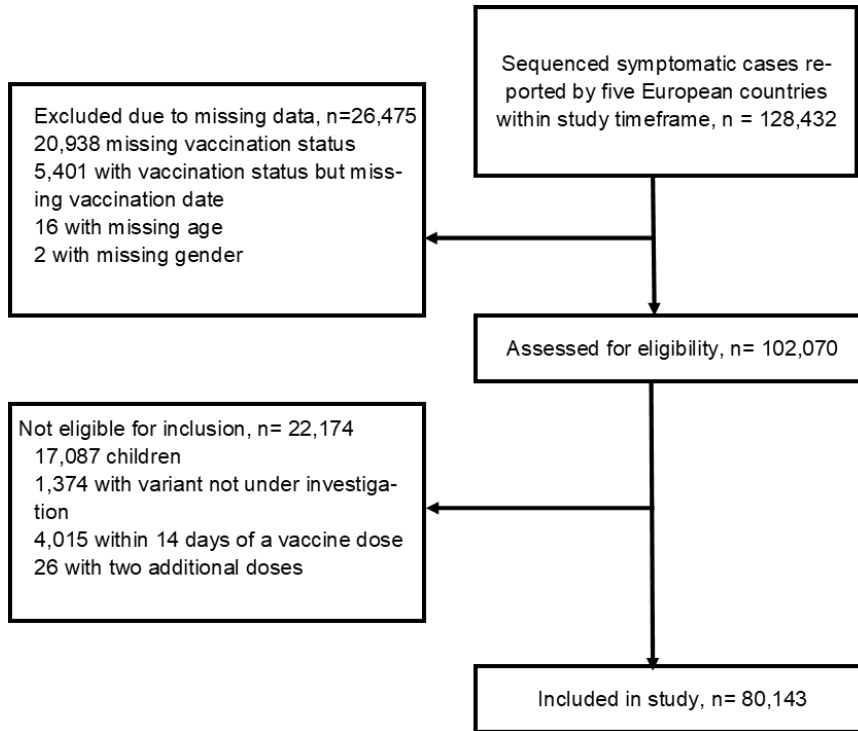 Sequenced symptomatic cases re-
ported by five European countries
within study timeframe, n = 128,432
Excluded due to missing data, n=26,475
20,938 missing vaccination status
5,401 with vaccination status but miss-
ing vaccination date
16 with missing age
2 with missing gender
Assessed for eligibility, n= 102,070
Not eligible for inclusion, n= 22,174
17,087 children
1,374 with variant not under investiga-
tion
4,015 within 14 days of a vaccine dose
26 with two additional doses
Included in study, n= 80,143